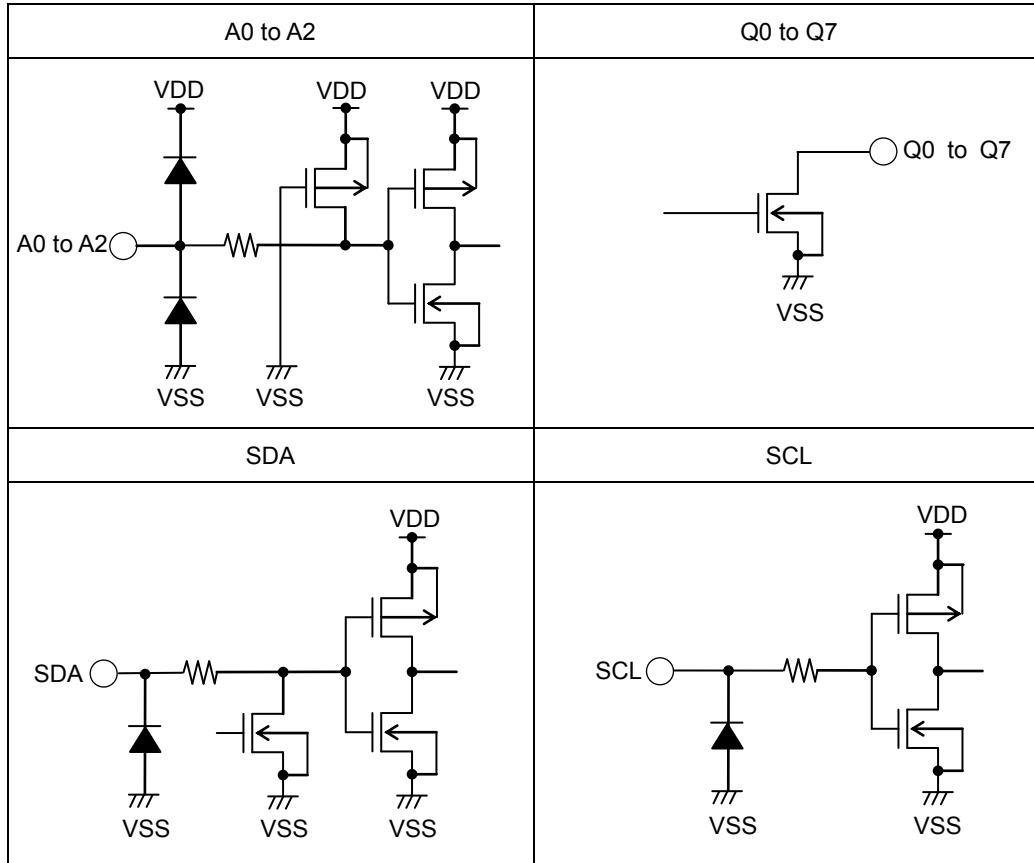 A0 to A2
Q0 to Q7
VDD VDD VDD
A0 to A2
VSS VSS VSS
Q0 to Q7
VSS
SDA
SCL
VDD
SDA
VSS VSS VSS
VDD
SCL
VSS VSS